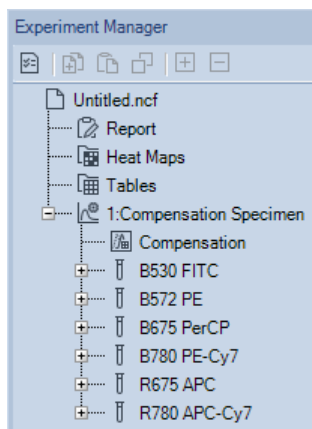 Experiment Manager
Untitled.ncf
Report
Heat Maps
Tables
1:Compensation Specimen
Compensation
B530 FITC
B572 PE
B675 PerCP
B780 PE-Cy7
R675 APC
R780 APC-Cy7